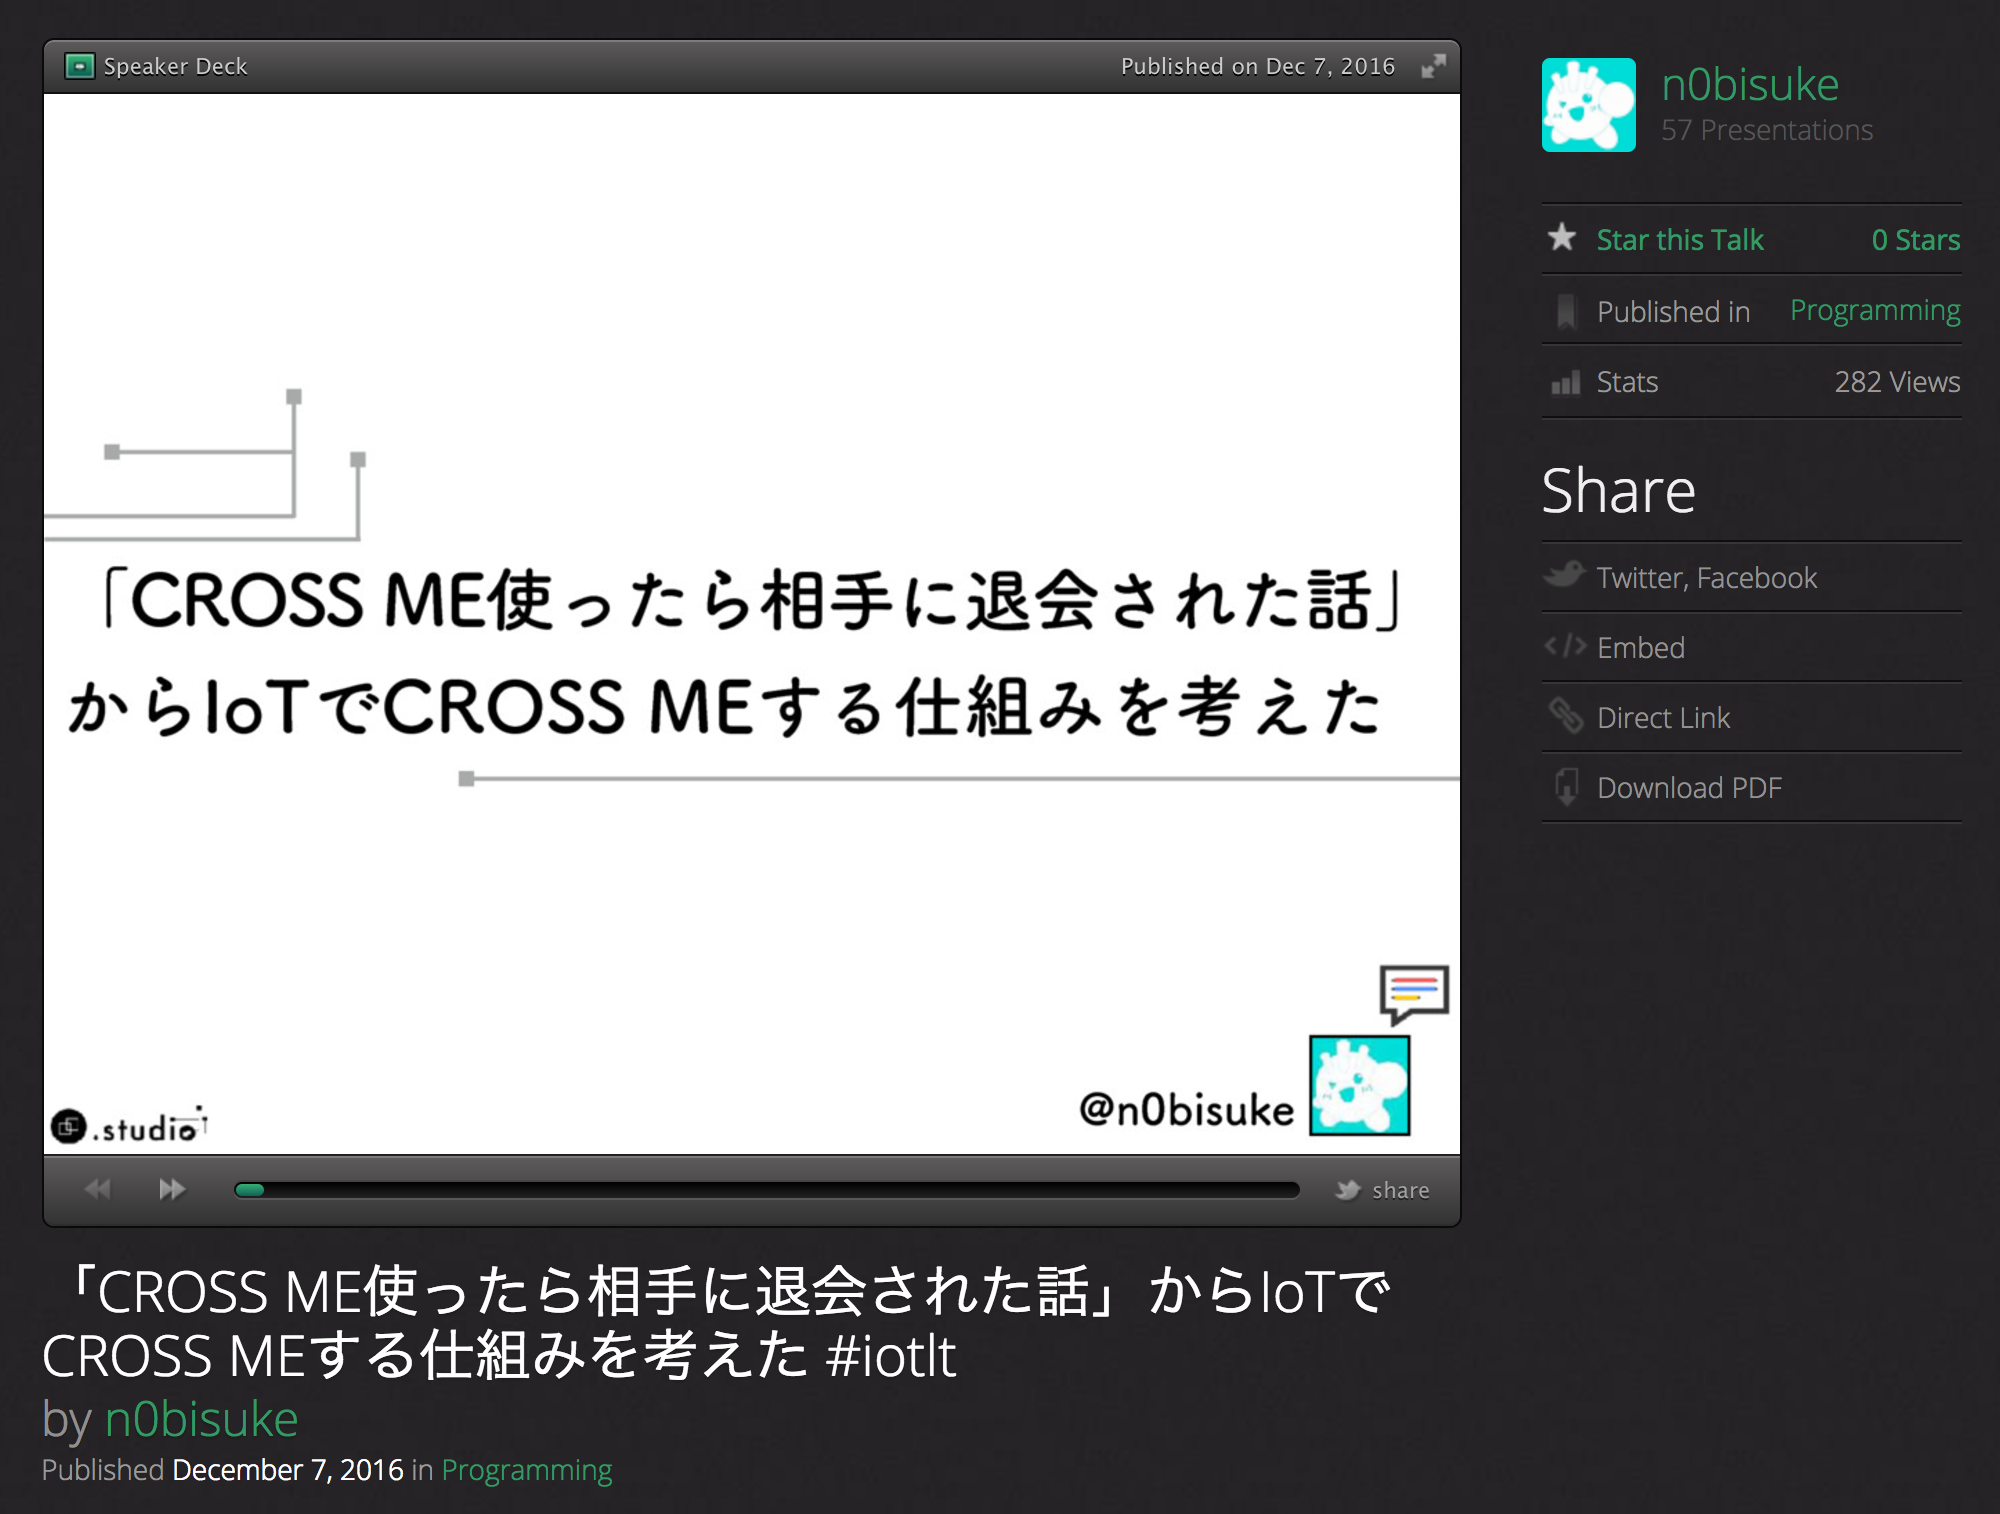 Speaker Deck
Published on Dec 7, 2016
「CROSS ME使ったら相手に退会された話」
からIoTでCROSS MEする仕組みを考えた
@n0bisuke
.studio
share
「CROSS ME使ったら相手に退会された話」からIoTで
CROSS MEする仕組みを考えた #iotlt
by n0bisuke
Published December 7, 2016 in Programming
n0bisuke
57 Presentations
Star this Talk 0 Stars
Published in Programming
Stats 282 Views
Share
Twitter, Facebook
Embed
Direct Link
Download PDF